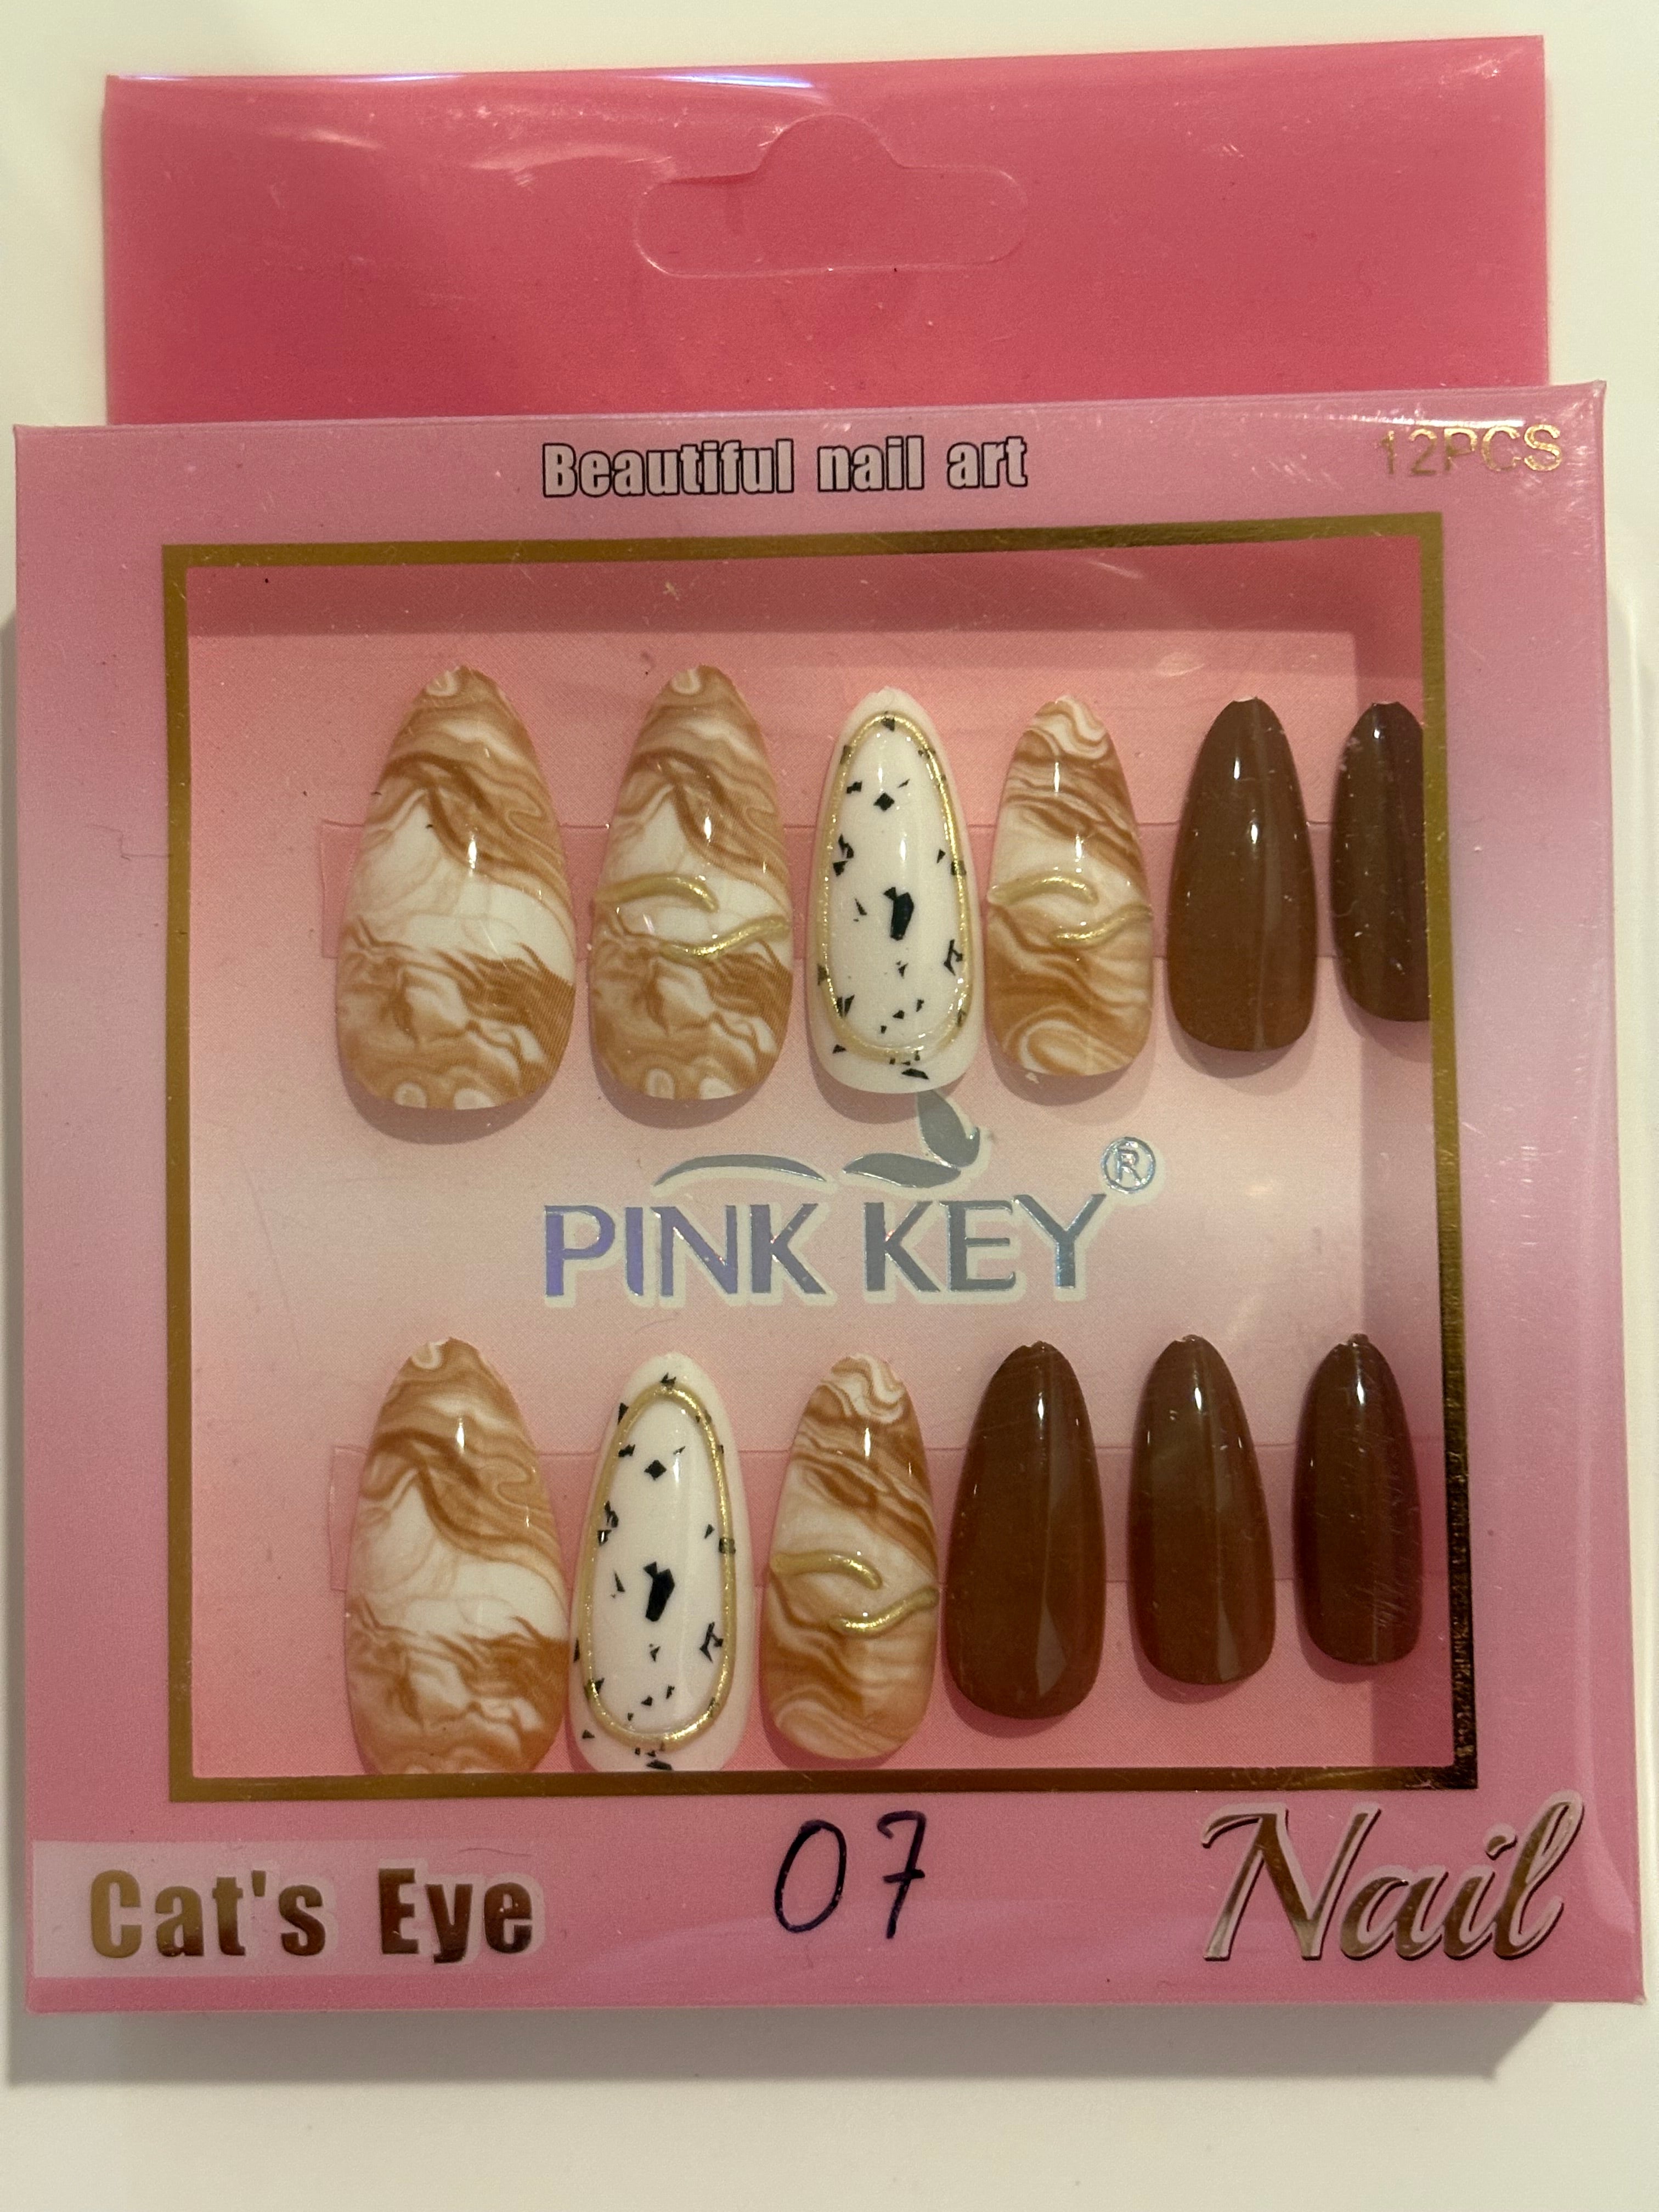 Beautiful nail art
12PCS
PINK KEY®
Cat's Eye
07
Nail